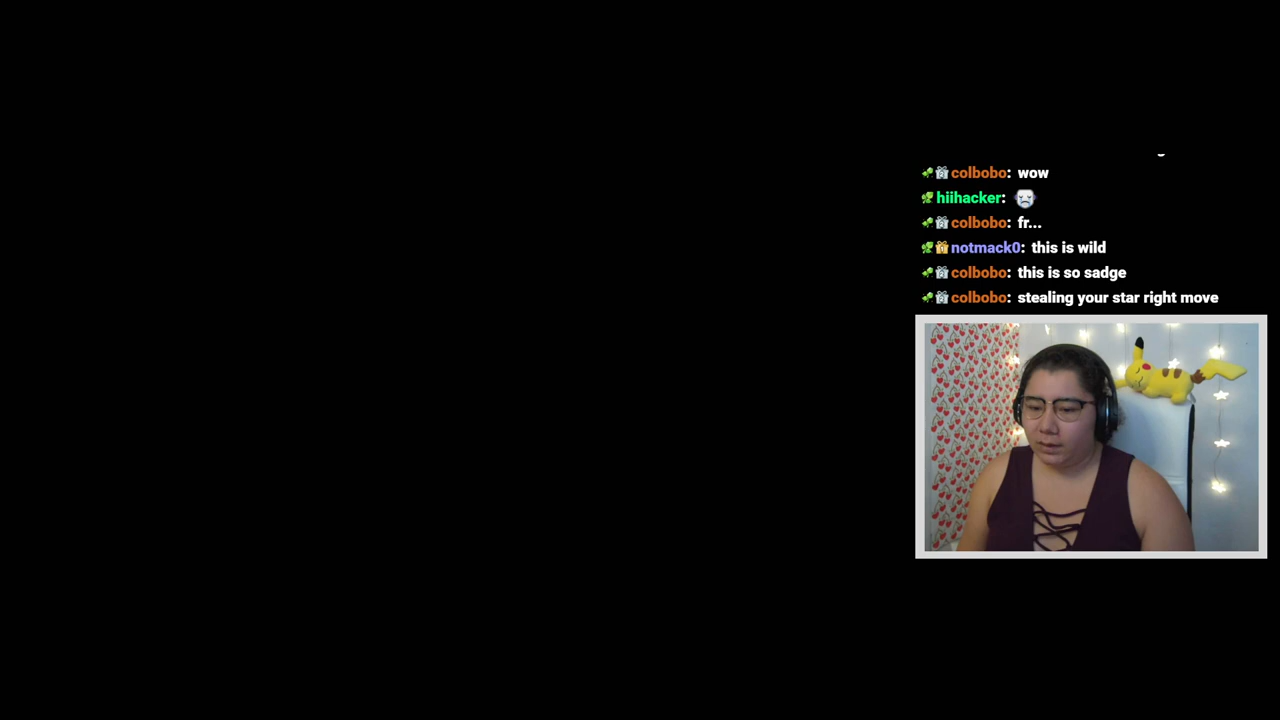 colbobo: wow
hiihacker:
colbobo: fr...
notmack0: this is wild
colbobo: this is so sadge
colbobo: stealing your star right move